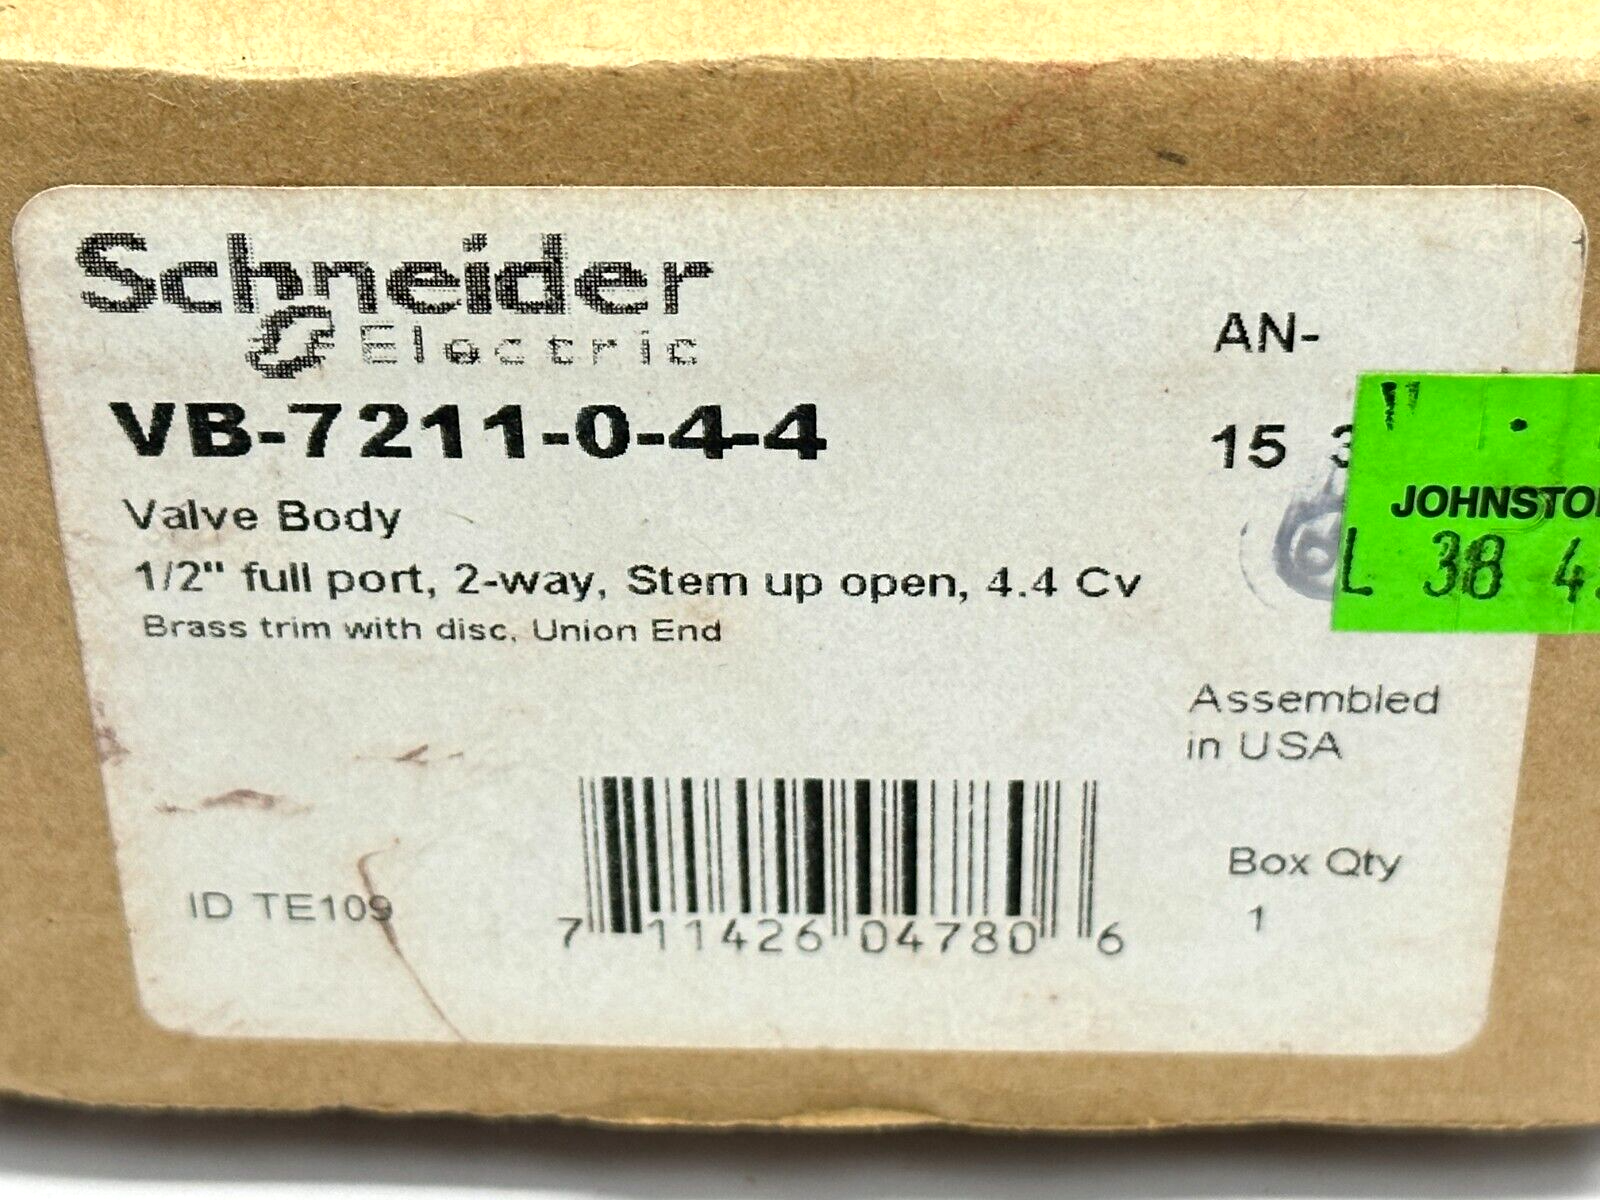 Schneider
Electric
VB-7211-0-4-4
Valve Body
1/2" full port, 2-way, Stem up open, 4.4 Cv
Brass trim with disc, Union End
AN-
15
JOHNSTO
L 38 4
Assembled
in USA
ID TE109
7 11426 04780 6
Box Qty
1